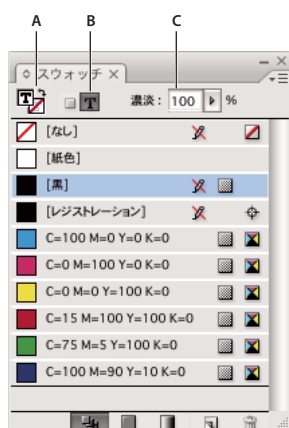 A B C
スウォッチ
T T 濃淡: 100 %
[なし]
[紙色]
[黒]
[レジストレーション]
C=100 M=0 Y=0 K=0
C=0 M=100 Y=0 K=0
C=0 M=0 Y=100 K=0
C=15 M=100 Y=100 K=0
C=75 M=5 Y=100 K=0
C=100 M=90 Y=10 K=0